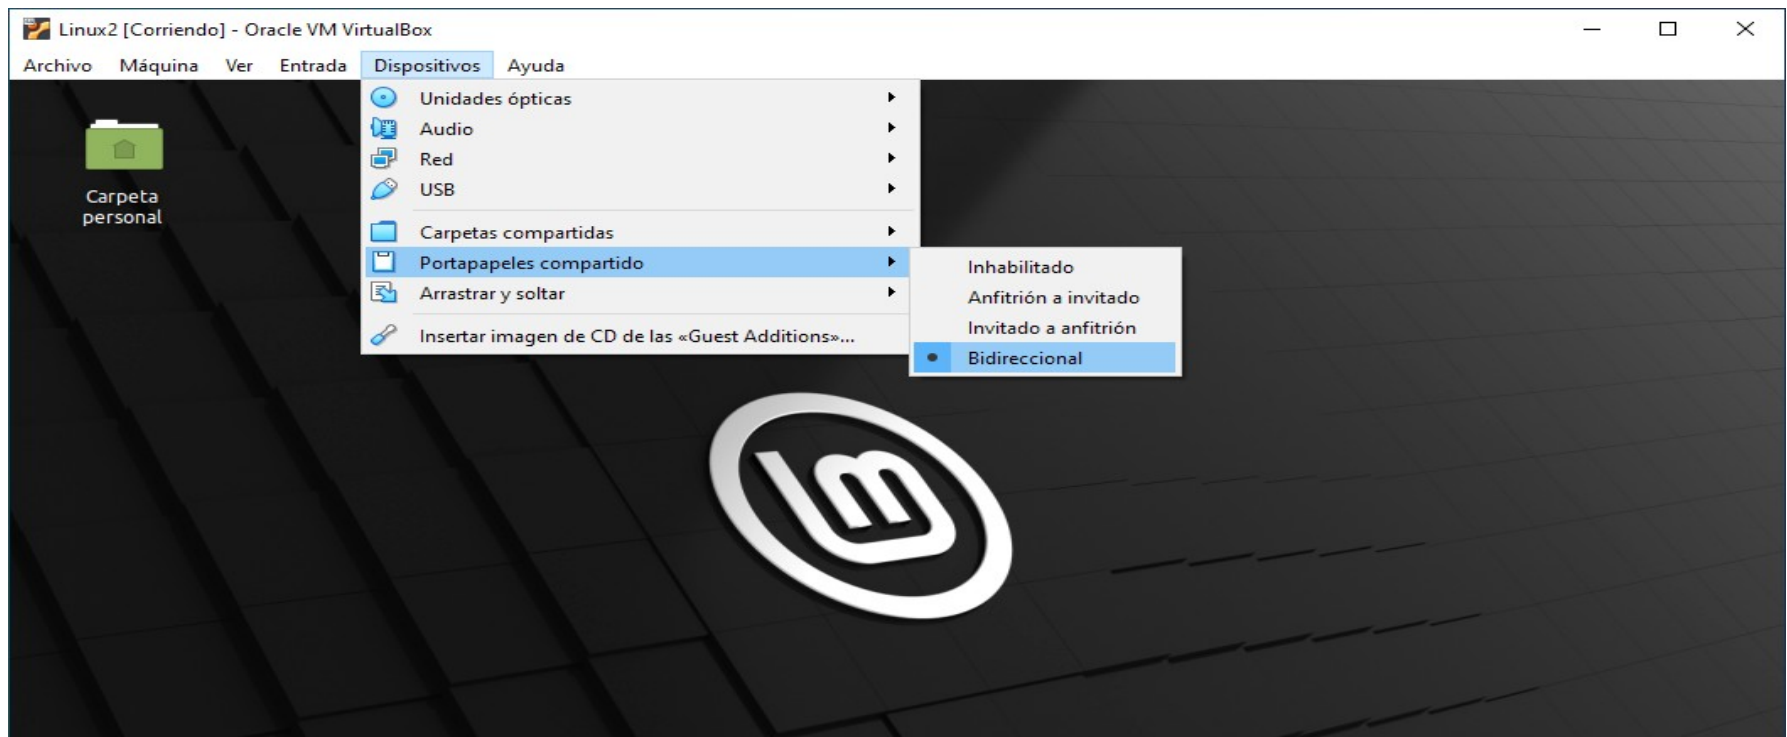 Linux2 [Corriendo] - Oracle VM VirtualBox
Archivo Máquina Ver Entrada Dispositivos Ayuda
Unidades ópticas
Audio
Red
USB
Carpetas compartidas
Portapapeles compartido
Arrastrar y soltar
Insertar imagen de CD de las «Guest Additions»...
Inhabilitado
Anfitrión a invitado
Invitado a anfitrión
Bidireccional
Carpeta
personal
lm